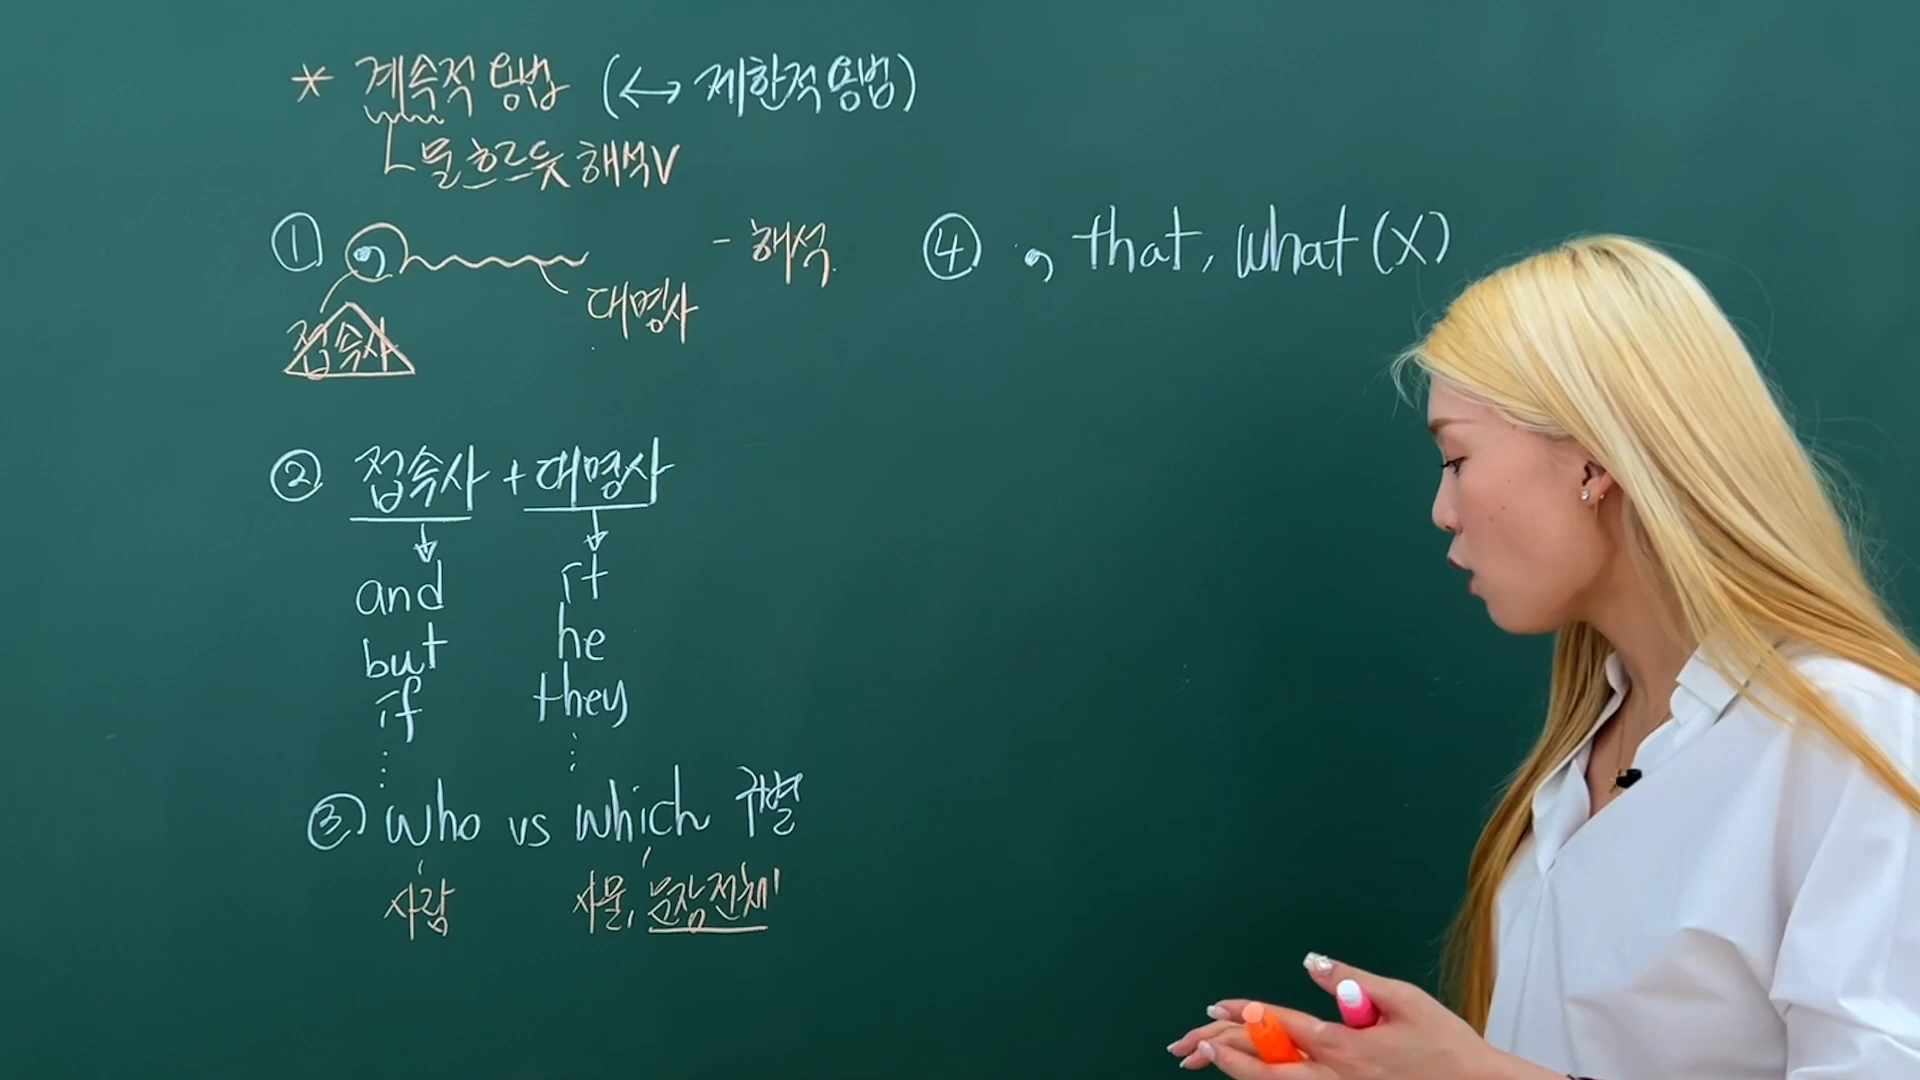 * 계속적 용법 (↔ 제한적 용법)
물 흐르듯 해석V
① , - 해석
대명사
접속사
② 접속사 + 대명사
and it
but he
if they
③ who vs which 구별
사람 사물, 문장 전체
④ , that, what (X)